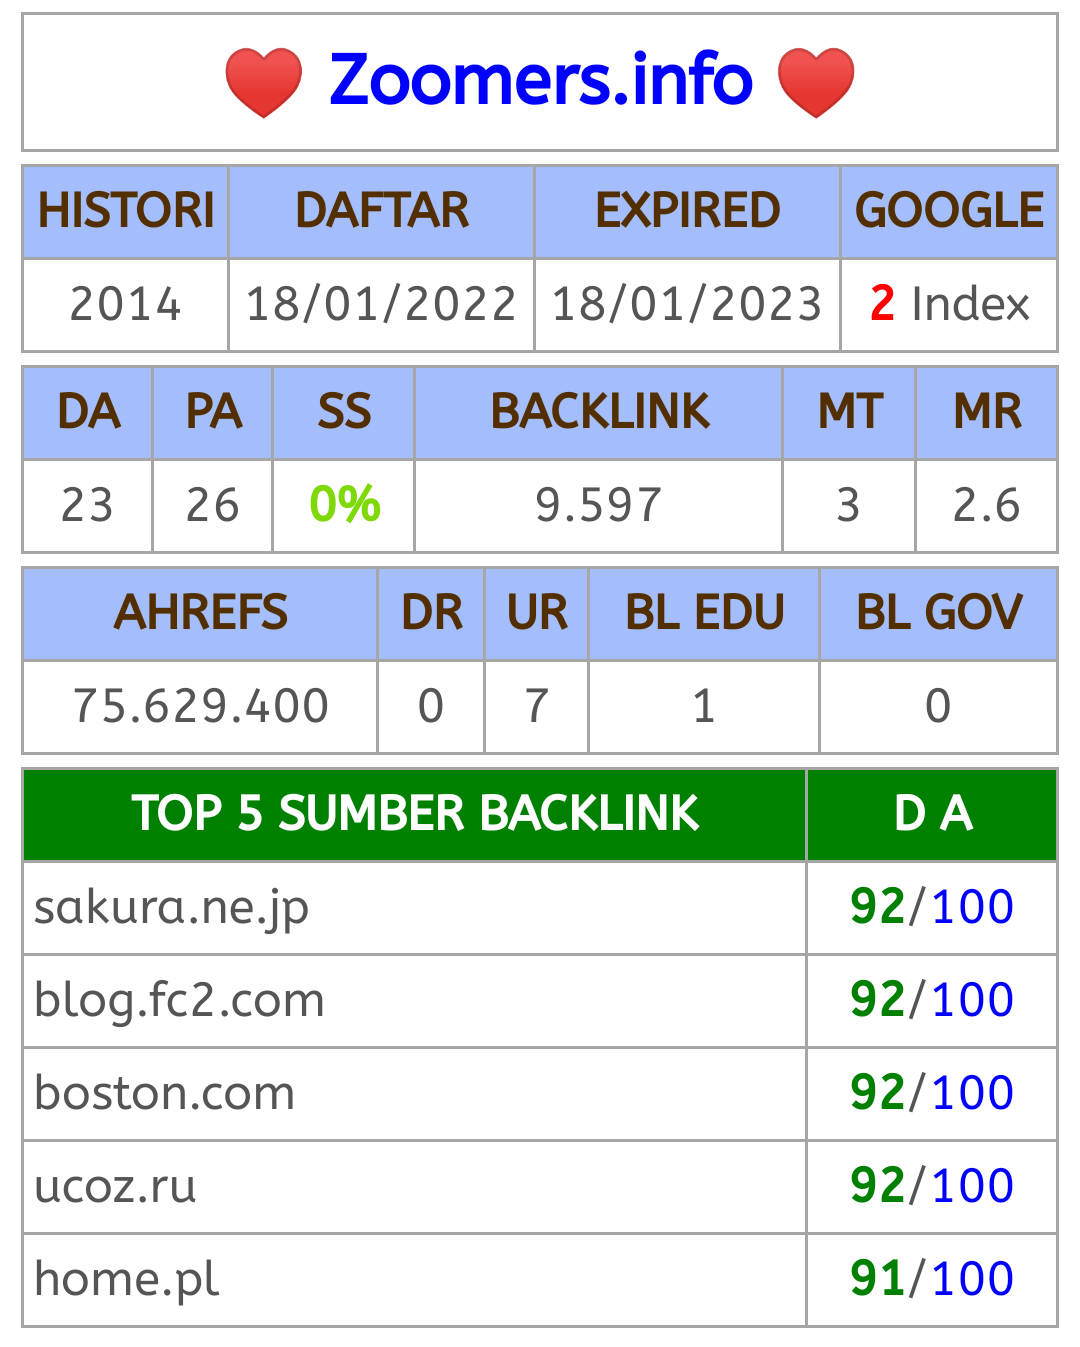 ❤️ Zoomers.info ❤️
HISTORI DAFTAR EXPIRED GOOGLE
2014 18/01/2022 18/01/2023 2 Index
DA PA SS BACKLINK MT MR
23 26 0% 9.597 3 2.6
AHREFS DR UR BL EDU BL GOV
75.629.400 0 7 1 0
TOP 5 SUMBER BACKLINK D A
sakura.ne.jp 92/100
blog.fc2.com 92/100
boston.com 92/100
ucoz.ru 92/100
home.pl 91/100